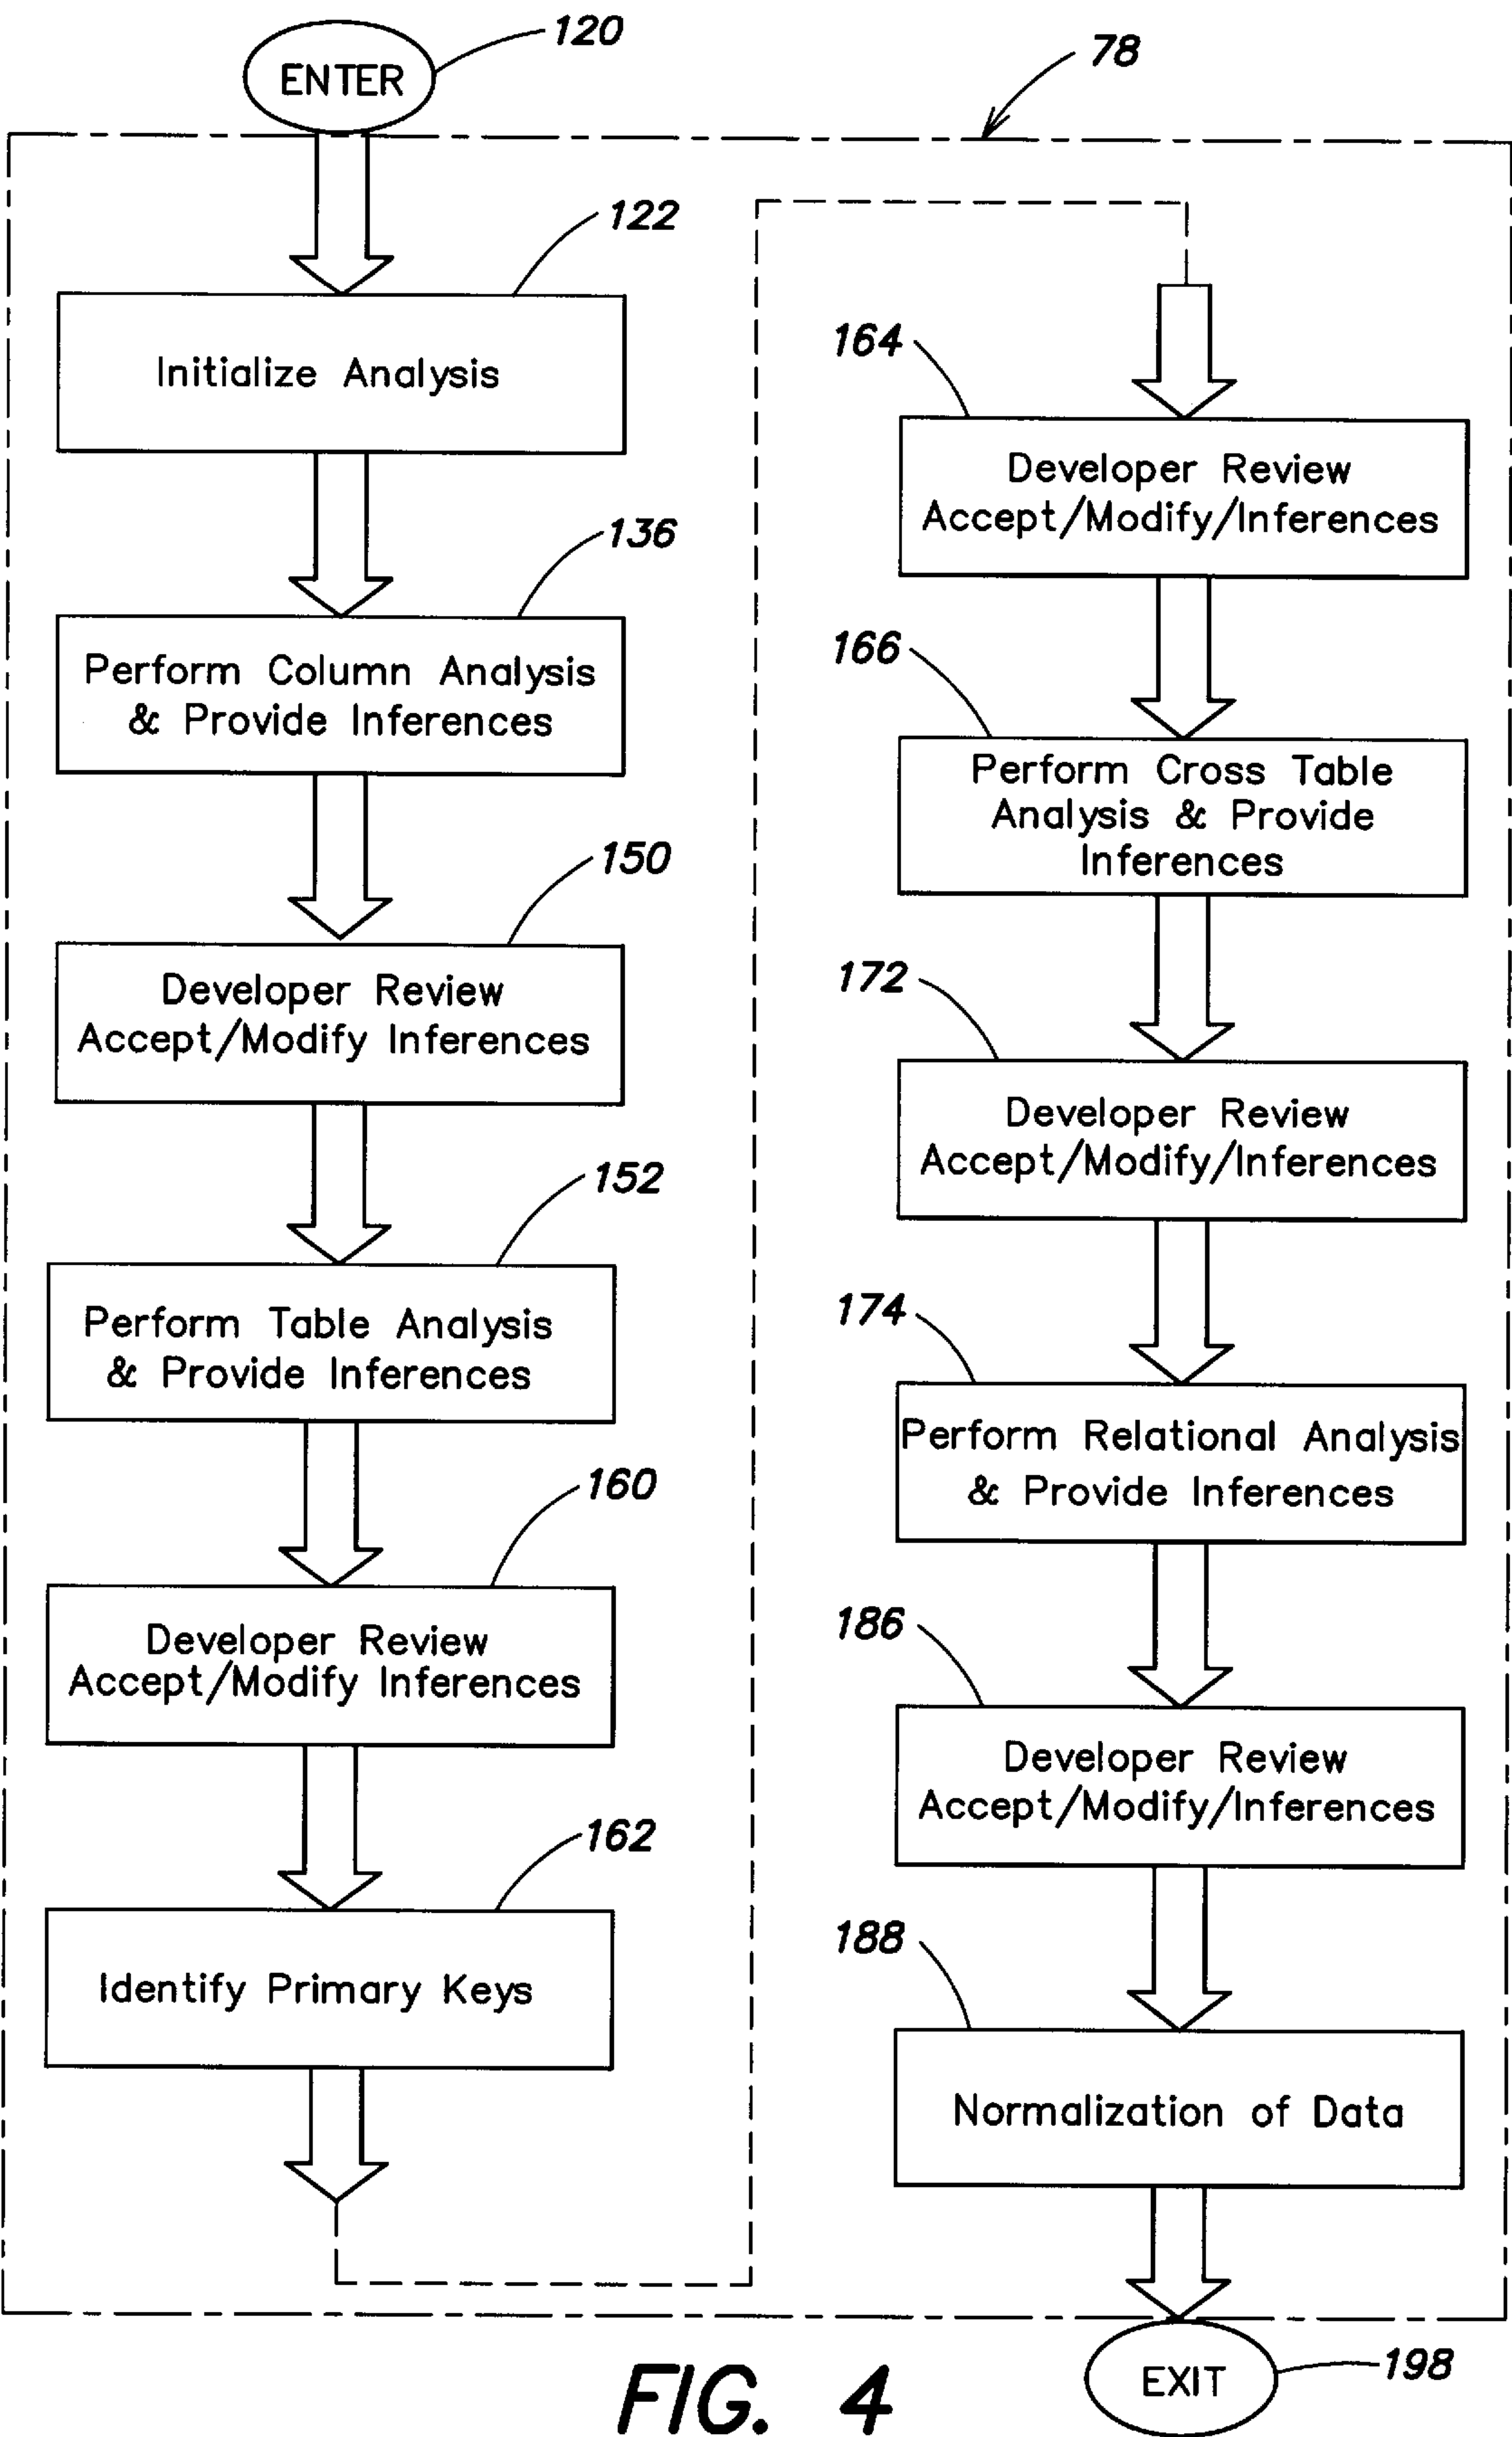 120
ENTER
78
122
Initialize Analysis
136
Perform Column Analysis
& Provide Inferences
150
Developer Review
Accept/Modify Inferences
152
Perform Table Analysis
& Provide Inferences
160
Developer Review
Accept/Modify Inferences
162
Identify Primary Keys
164
Developer Review
Accept/Modify/Inferences
166
Perform Cross Table
Analysis & Provide
Inferences
172
Developer Review
Accept/Modify/Inferences
174
Perform Relational Analysis
& Provide Inferences
186
Developer Review
Accept/Modify/Inferences
188
Normalization of Data
EXIT
198
FIG. 4